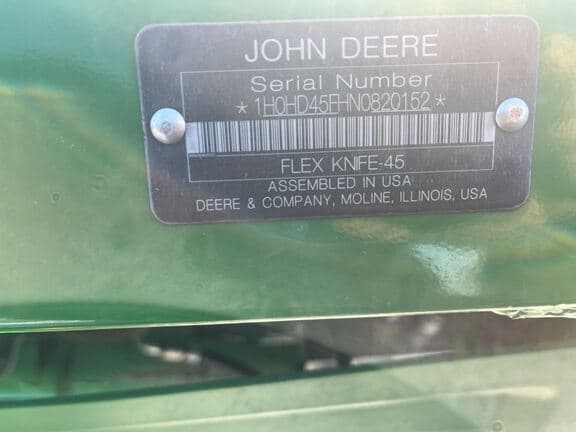 JOHN DEERE
Serial Number
*1H0HD45FHN0820152*
FLEX KNIFE-45
ASSEMBLED IN USA
DEERE & COMPANY, MOLINE, ILLINOIS, USA